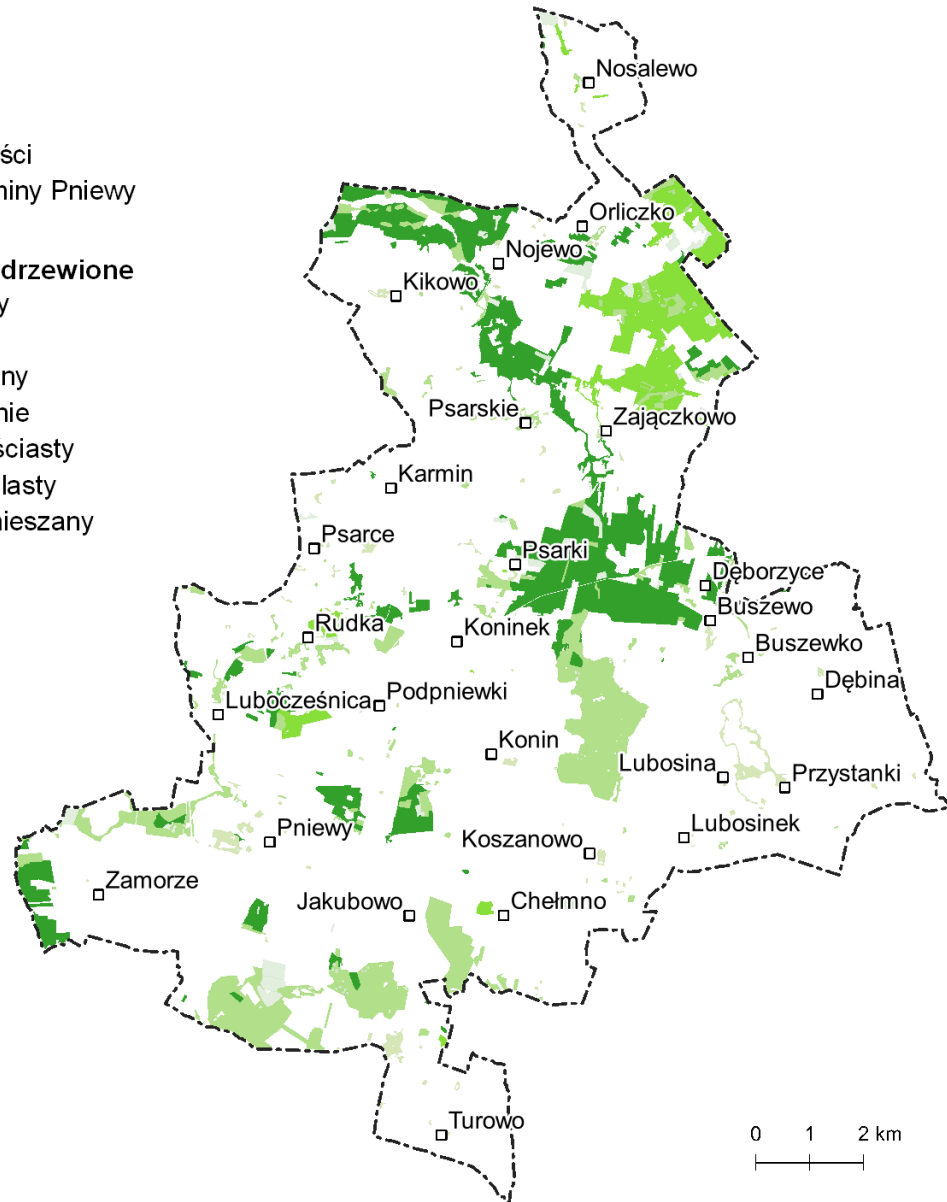 ści
miny Pniewy
drzewione
y
ny
nie
ściasty
lasty
mieszany
Nosalewo
Orliczko
Nojewo
Kikowo
Psarskie
Zajączkowo
Karmin
Psarce
Psarki
Dęborzyce
Buszewo
Rudka
Koninek
Buszewko
Dębina
Lubocześnica
Podpniewki
Konin
Lubosina
Przystanki
Pniewy
Koszanowo
Lubosinek
Zamorze
Jakubowo
Chełmno
Turowo
0 1 2 km